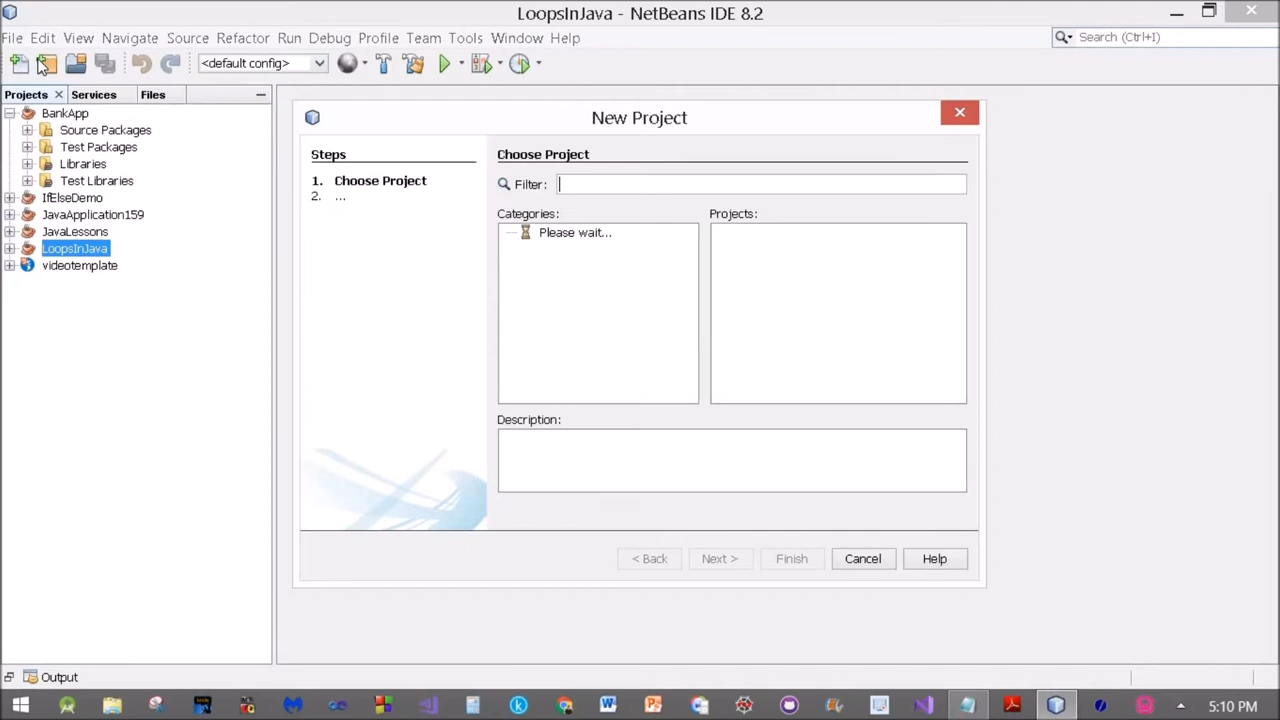 LoopsInJava - NetBeans IDE 8.2
File Edit View Navigate Source Refactor Run Debug Profile Team Tools Window Help
Search (Ctrl+I)
<default config>
Projects Services Files
BankApp
Source Packages
Test Packages
Libraries
Test Libraries
IfElseDemo
JavaApplication159
JavaLessons
LoopsInJava
videotemplate
New Project
Steps
1. Choose Project
2. ...
Choose Project
Filter:
Categories:
Projects:
Please wait...
Description:
< Back Next > Finish Cancel Help
Output
5:10 PM